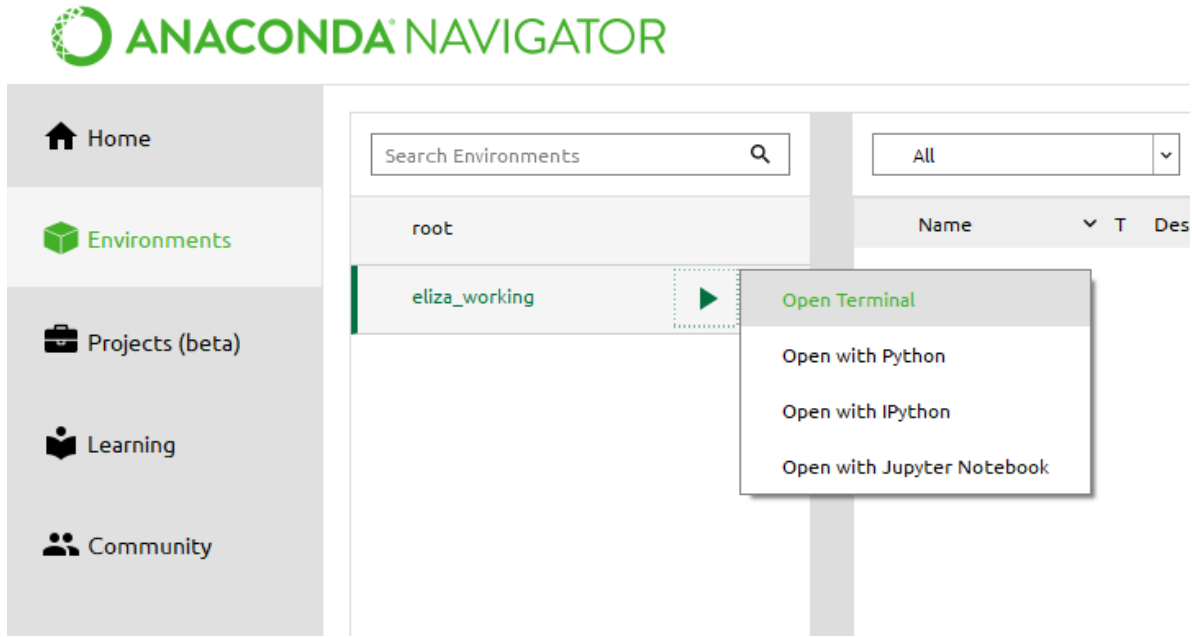 ANACONDA NAVIGATOR
Home
Environments
Projects (beta)
Learning
Community
Search Environments
root
eliza_working
All
Name T Des
Open Terminal
Open with Python
Open with IPython
Open with Jupyter Notebook